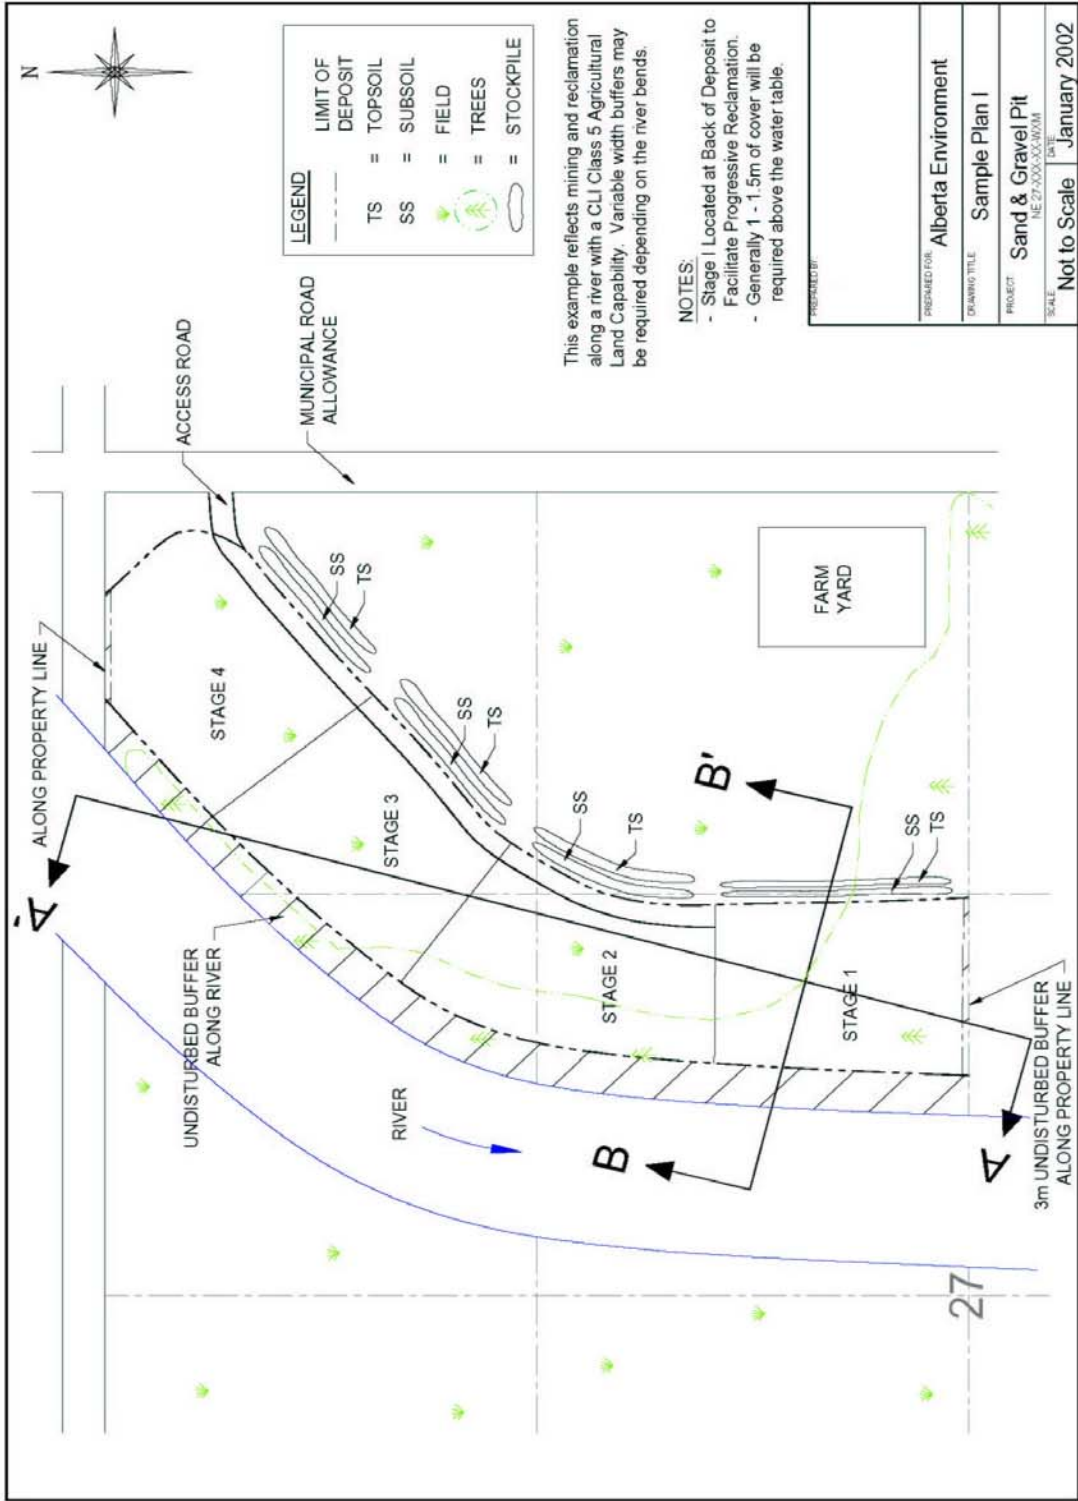 N
LEGEND
LIMIT OF
DEPOSIT
TS = TOPSOIL
SS = SUBSOIL
= FIELD
= TREES
= STOCKPILE
This example reflects mining and reclamation
along a river with a CLI Class 5 Agricultural
Land Capability. Variable width buffers may
be required depending on the river bends.
NOTES:
- Stage I Located at Back of Deposit to
Facilitate Progressive Reclamation.
- Generally 1 - 1.5m of cover will be
required above the water table.
PREPARED BY:
PREPARED FOR:
Alberta Environment
DRAWING TITLE
Sample Plan I
PROJECT
Sand & Gravel Pit
SCALE
Not to Scale
DATE
January 2002
ACCESS ROAD
MUNICIPAL ROAD
ALLOWANCE
ALONG PROPERTY LINE
A'
STAGE 4
SS
TS
STAGE 3
SS
TS
UNDISTURBED BUFFER
ALONG RIVER
RIVER
STAGE 2
SS
TS
B
B'
STAGE 1
SS
TS
FARM
YARD
A
3m UNDISTURBED BUFFER
ALONG PROPERTY LINE
27